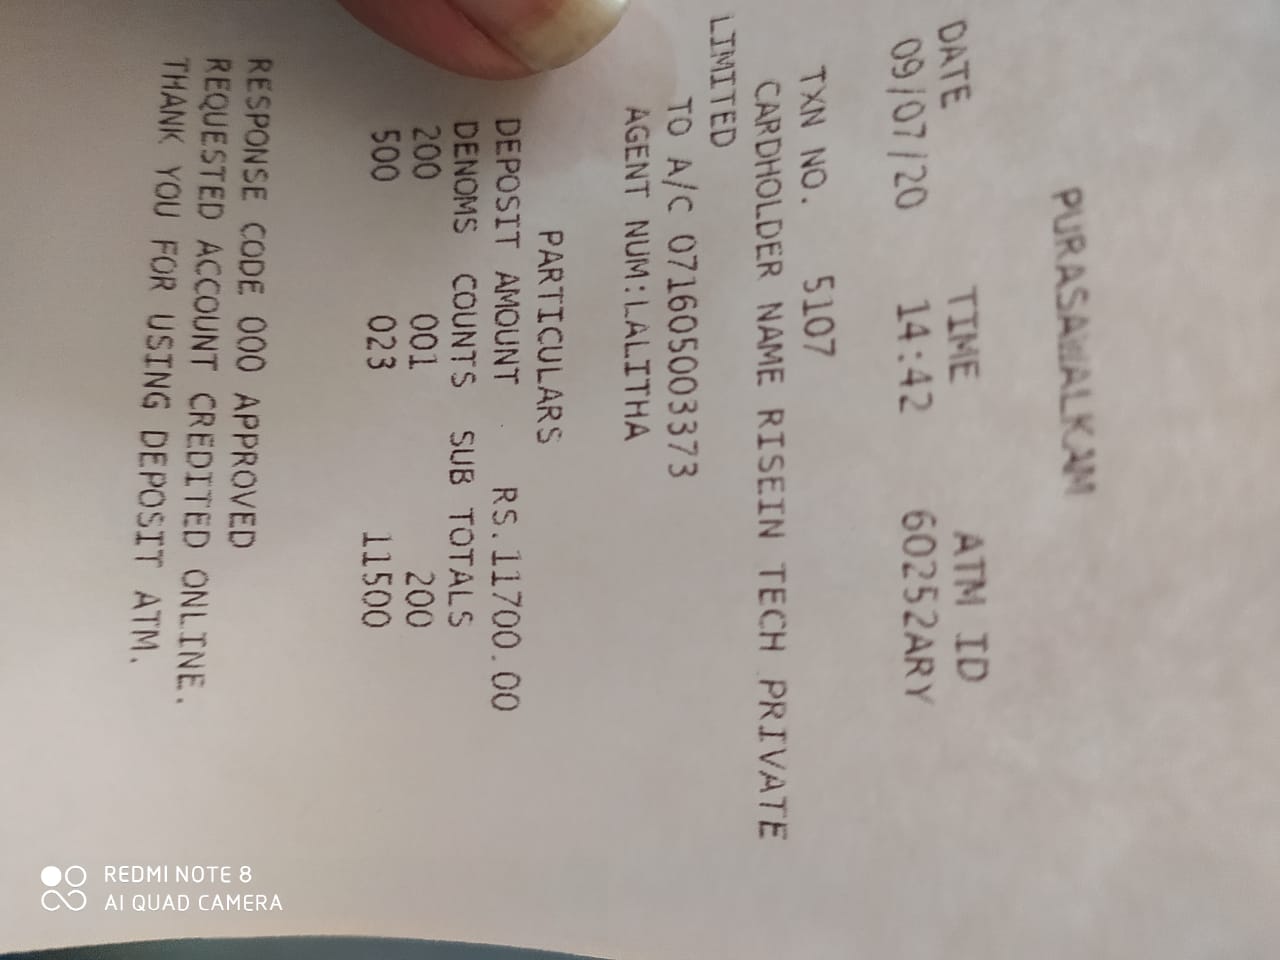 PURASAWALKAM
DATE TIME ATM ID
09/07/20 14:42 60252ARY
TXN NO. 5107
CARDHOLDER NAME RISEIN TECH PRIVATE
LIMITED
TO A/C 071605003373
AGENT NUM:LALITHA
PARTICULARS
DEPOSIT AMOUNT RS.11700.00
DENOMS COUNTS SUB TOTALS
200 001 200
500 023 11500
RESPONSE CODE 000 APPROVED
REQUESTED ACCOUNT CREDITED ONLINE.
THANK YOU FOR USING DEPOSIT ATM.
REDMI NOTE 8
AI QUAD CAMERA